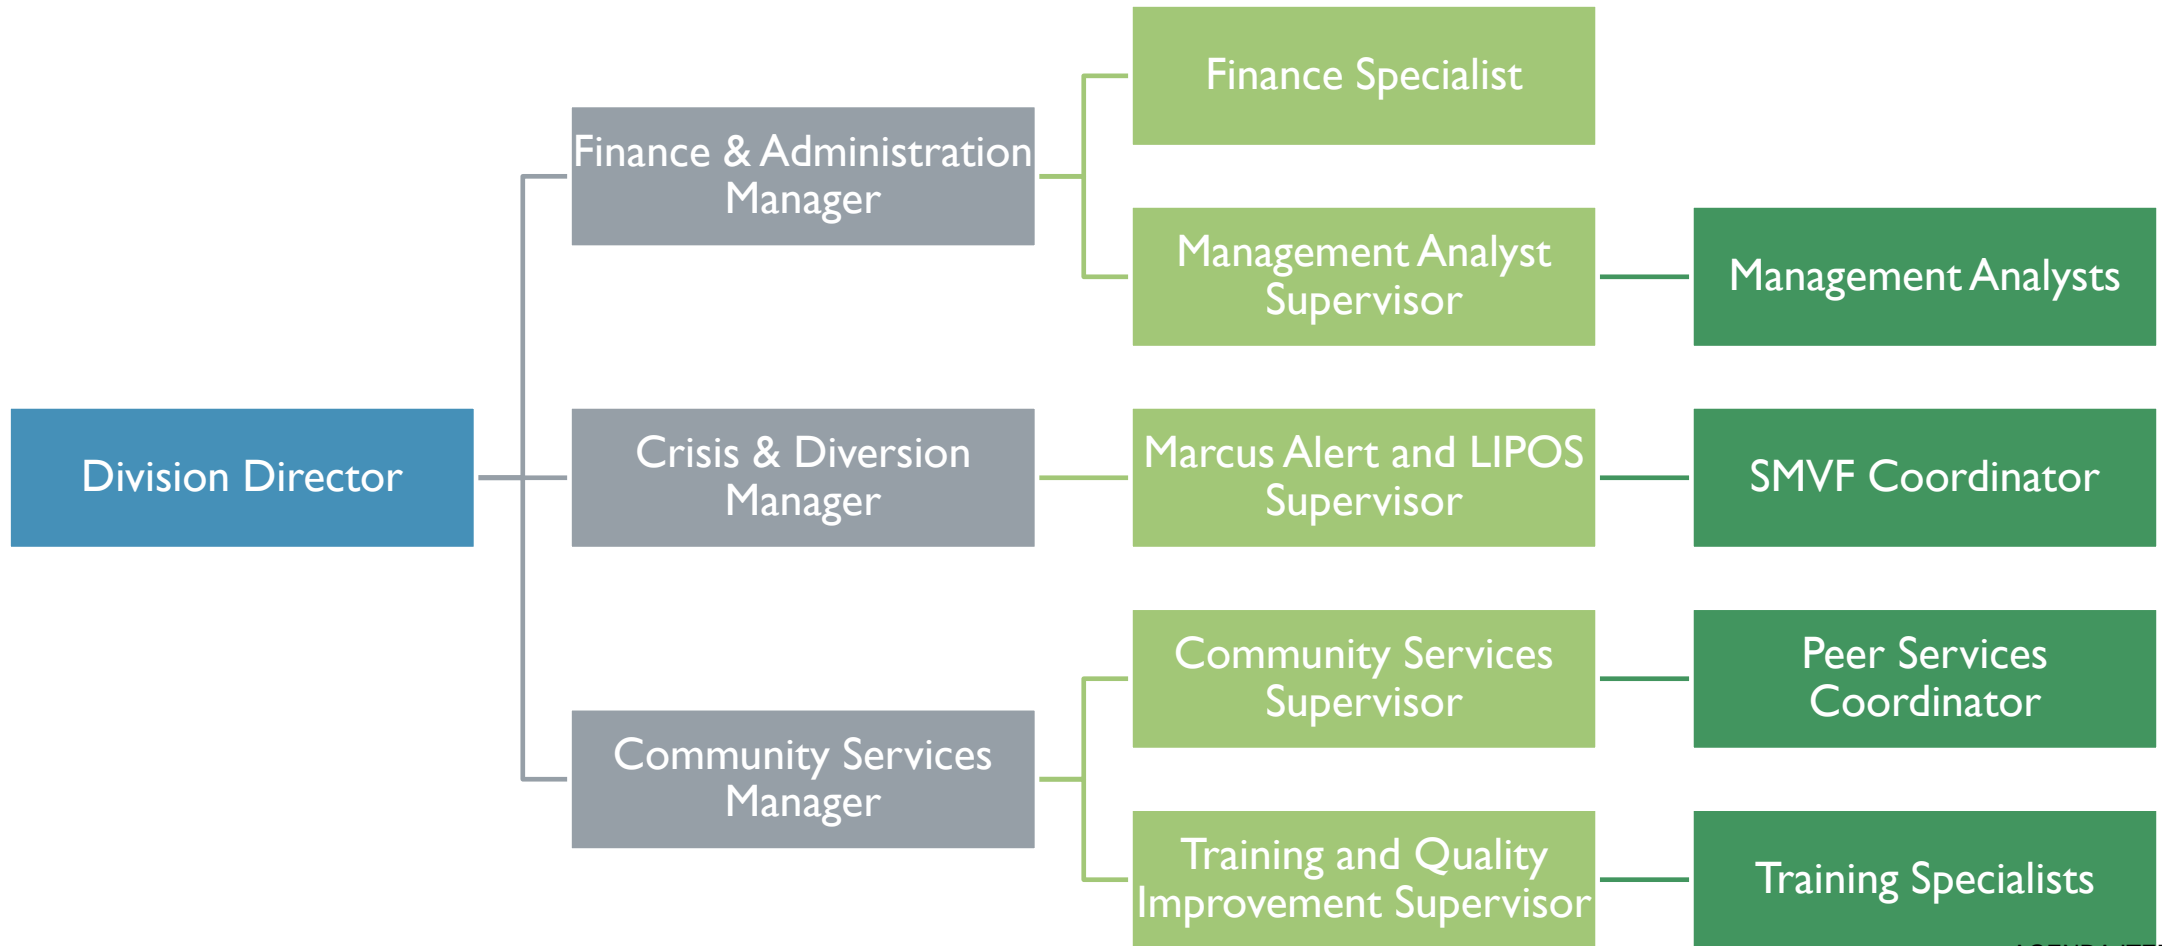 Finance Specialist
Finance & Administration
Manager
Management Analyst
Supervisor
Management Analysts
Division Director
Crisis & Diversion
Manager
Marcus Alert and LIPOS
Supervisor
SMVF Coordinator
Community Services
Supervisor
Peer Services
Coordinator
Community Services
Manager
Training and Quality
Improvement Supervisor
Training Specialists